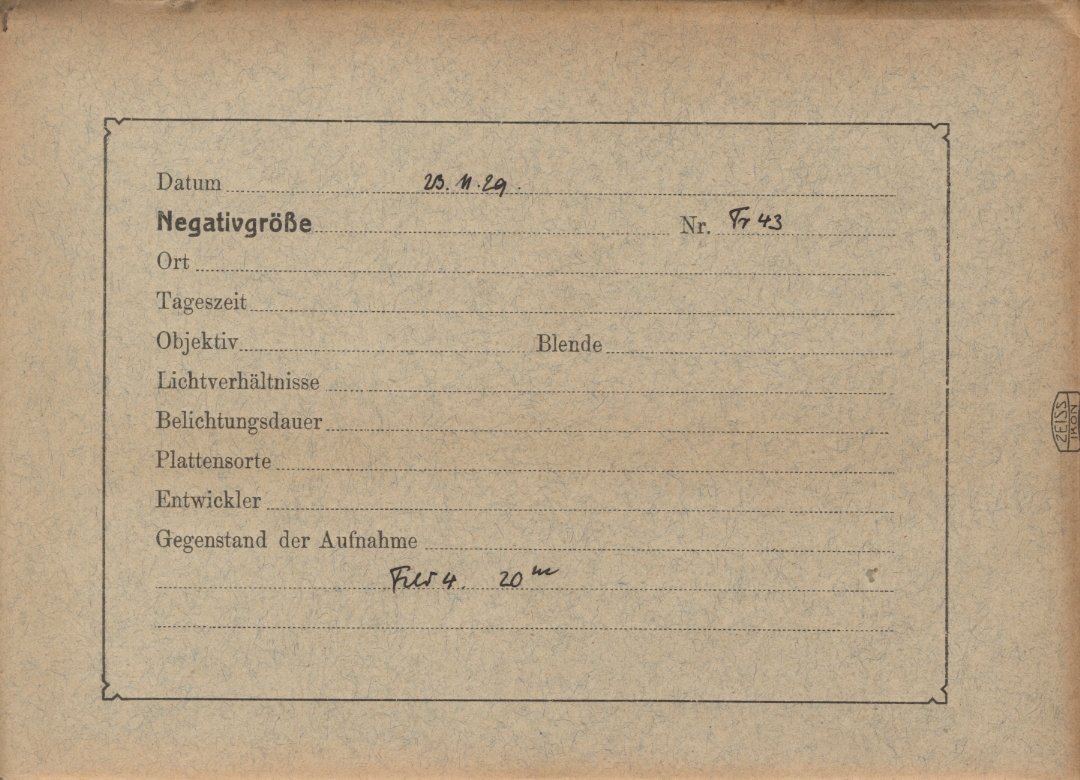 Datum 23.11.29.
Negativgröße Nr. Tr 43
Ort
Tageszeit
Objektiv Blende
Lichtverhältnisse
Belichtungsdauer
Plattensorte
Entwickler
Gegenstand der Aufnahme
Feld 4. 20 m
ZEISS
IKON